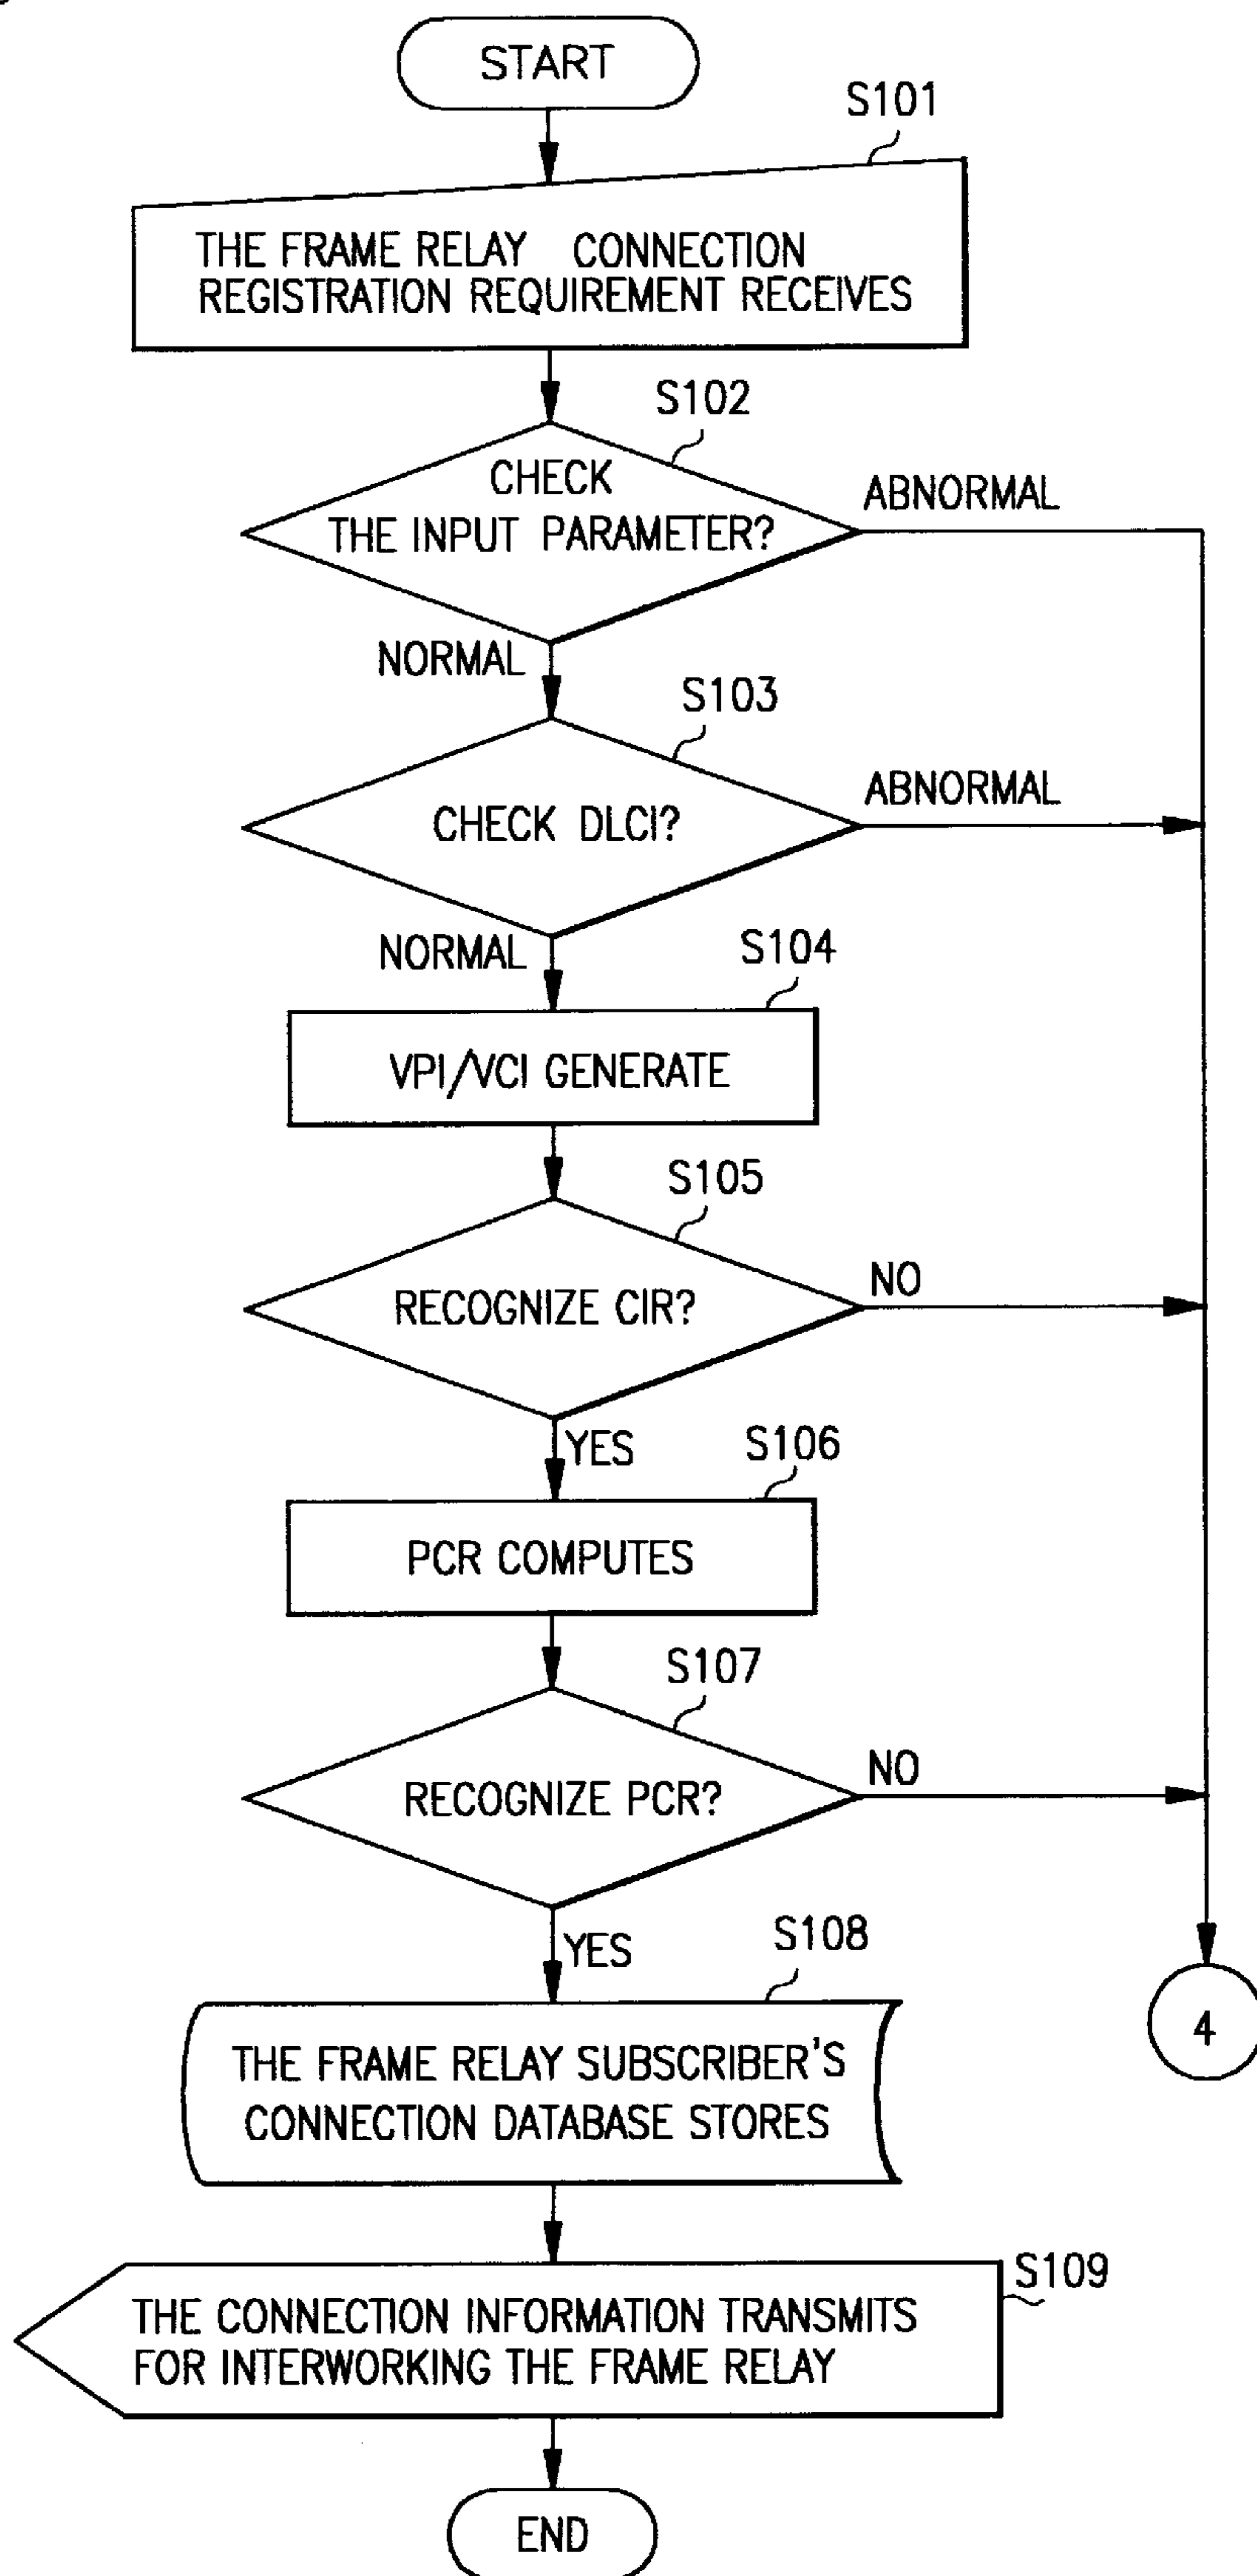 START
S101
THE FRAME RELAY CONNECTION
REGISTRATION REQUIREMENT RECEIVES
S102
CHECK
THE INPUT PARAMETER?
ABNORMAL
NORMAL
S103
CHECK DLCI?
ABNORMAL
NORMAL
S104
VPI/VCI GENERATE
S105
RECOGNIZE CIR?
NO
YES
S106
PCR COMPUTES
S107
RECOGNIZE PCR?
NO
YES
S108
THE FRAME RELAY SUBSCRIBER'S
CONNECTION DATABASE STORES
4
S109
THE CONNECTION INFORMATION TRANSMITS
FOR INTERWORKING THE FRAME RELAY
END